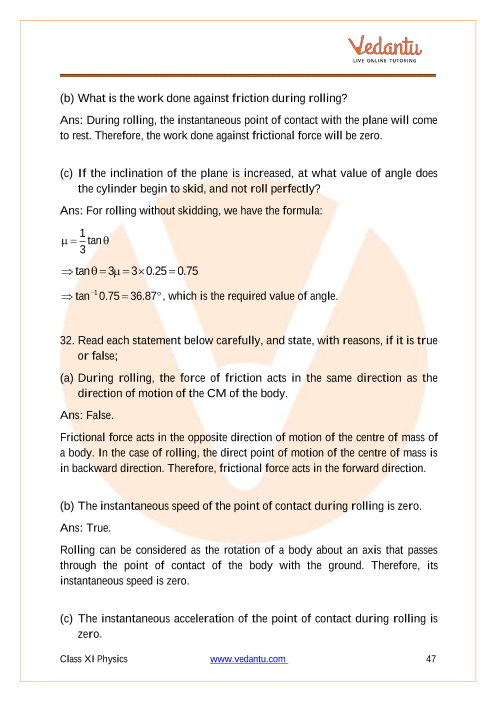 Vedantu
LIVE ONLINE TUTORING
(b) What is the work done against friction during rolling?
Ans: During rolling, the instantaneous point of contact with the plane will come
to rest. Therefore, the work done against frictional force will be zero.
(c) If the inclination of the plane is increased, at what value of angle does
the cylinder begin to skid, and not roll perfectly?
Ans: For rolling without skidding, we have the formula:
μ = 1/3 tan θ
⇒ tan θ = 3μ = 3 × 0.25 = 0.75
⇒ tan⁻¹ 0.75 = 36.87°, which is the required value of angle.
32. Read each statement below carefully, and state, with reasons, if it is true
or false;
(a) During rolling, the force of friction acts in the same direction as the
direction of motion of the CM of the body.
Ans: False.
Frictional force acts in the opposite direction of motion of the centre of mass of
a body. In the case of rolling, the direct point of motion of the centre of mass is
in backward direction. Therefore, frictional force acts in the forward direction.
(b) The instantaneous speed of the point of contact during rolling is zero.
Ans: True.
Rolling can be considered as the rotation of a body about an axis that passes
through the point of contact of the body with the ground. Therefore, its
instantaneous speed is zero.
(c) The instantaneous acceleration of the point of contact during rolling is
zero.
Class XI Physics www.vedantu.com 47